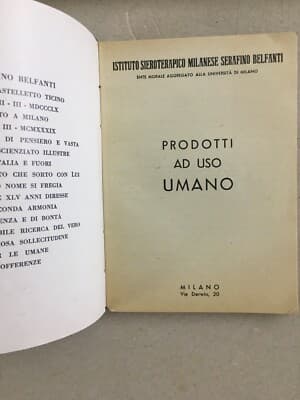 NO BELFANTI
ASTELLETTO TICINO
II - III - MDCCCLX
TO A MILANO
III - MCMXXXIX
DI PENSIERO E VASTA
SCIENZIATO ILLUSTRE
TALIA E FUORI
TO CHE SORTO CON LEI
O NOME SI FREGIA
E XLV ANNI DIRESSE
CONDA ARMONIA
ENZA E DI BONTÀ
BILE RICERCA DEL VERO
OSA SOLLECITUDINE
R LE UMANE
OFFERENZE
ISTITUTO SIEROTERAPICO MILANESE SERAFINO BELFANTI
ENTE MORALE AGGREGATO ALLA UNIVERSITÀ DI MILANO
PRODOTTI
AD USO
UMANO
MILANO
Via Darwin, 20